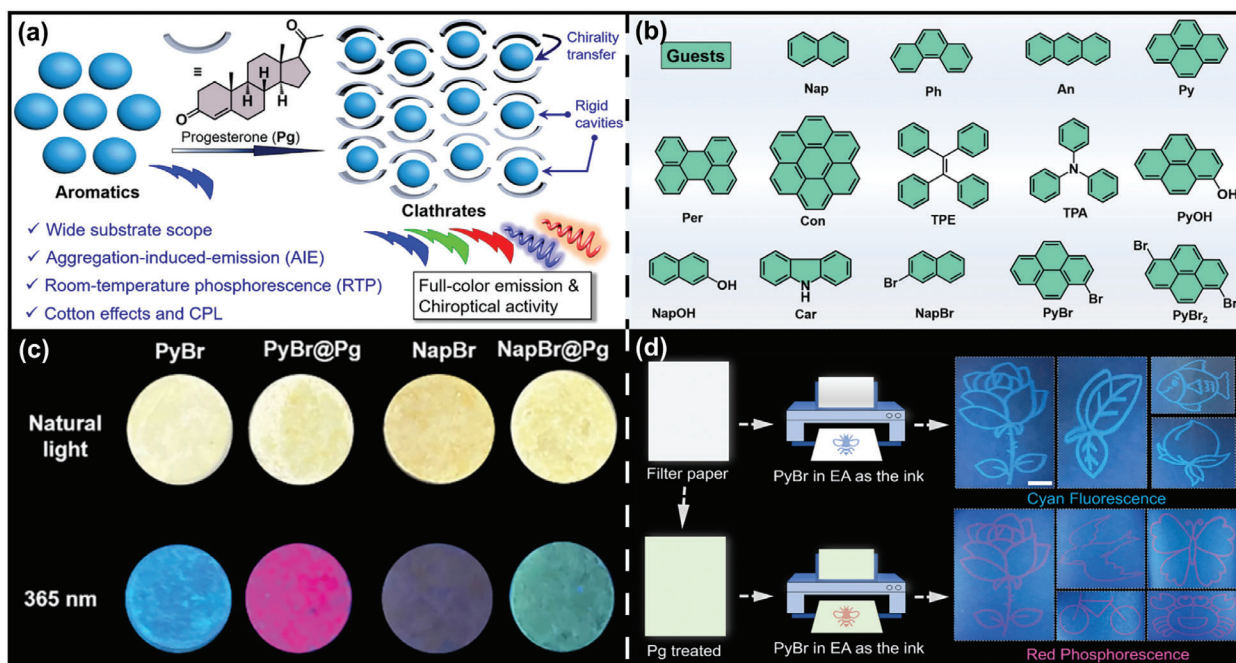 (a)
O
O
H
H
H
≡
Progesterone (Pg)
Aromatics
Chirality
transfer
Rigid
cavities
Clathrates
✓ Wide substrate scope
✓ Aggregation-induced-emission (AIE)
✓ Room-temperature phosphorescence (RTP)
✓ Cotton effects and CPL
Full-color emission &
Chiroptical activity
(b)
Guests
Nap
Ph
An
Py
Per
Con
TPE
N
TPA
OH
PyOH
OH
NapOH
N
H
Car
Br
NapBr
Br
PyBr
Br
Br
PyBr₂
(c)
PyBr
PyBr@Pg
NapBr
NapBr@Pg
Natural
light
365 nm
(d)
Filter paper
PyBr in EA as the ink
Cyan Fluorescence
Pg treated
PyBr in EA as the ink
Red Phosphorescence